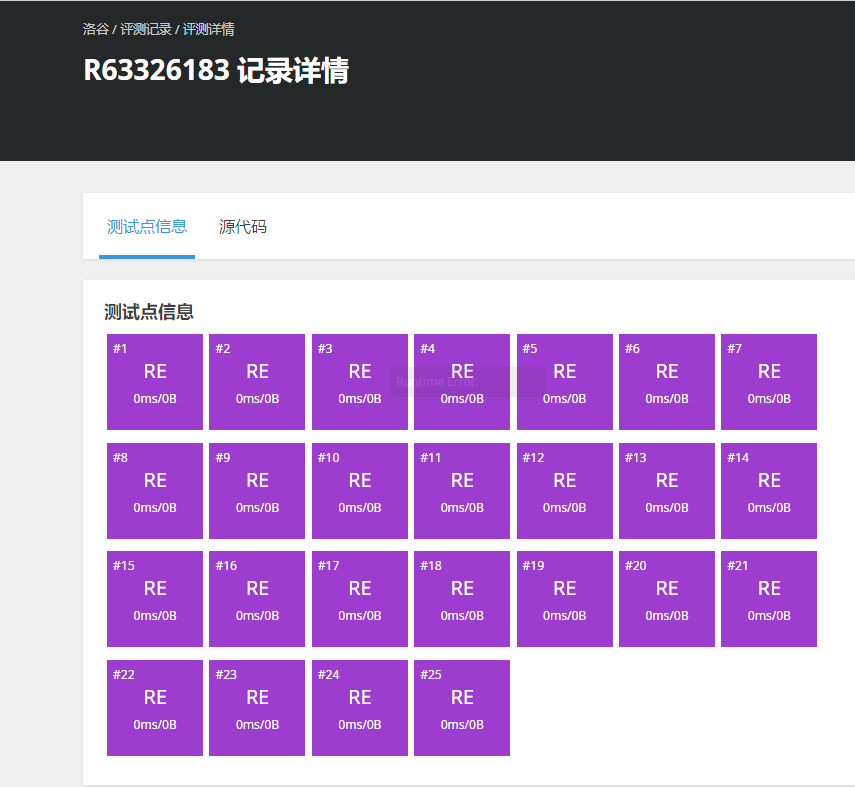 洛谷 / 评测记录 / 评测详情
R63326183 记录详情
测试点信息 源代码
测试点信息
#1 #2 #3 #4 #5 #6 #7
RE RE RE RE RE RE RE
Runtime Error.
0ms/0B 0ms/0B 0ms/0B 0ms/0B 0ms/0B 0ms/0B 0ms/0B
#8 #9 #10 #11 #12 #13 #14
RE RE RE RE RE RE RE
0ms/0B 0ms/0B 0ms/0B 0ms/0B 0ms/0B 0ms/0B 0ms/0B
#15 #16 #17 #18 #19 #20 #21
RE RE RE RE RE RE RE
0ms/0B 0ms/0B 0ms/0B 0ms/0B 0ms/0B 0ms/0B 0ms/0B
#22 #23 #24 #25
RE RE RE RE
0ms/0B 0ms/0B 0ms/0B 0ms/0B